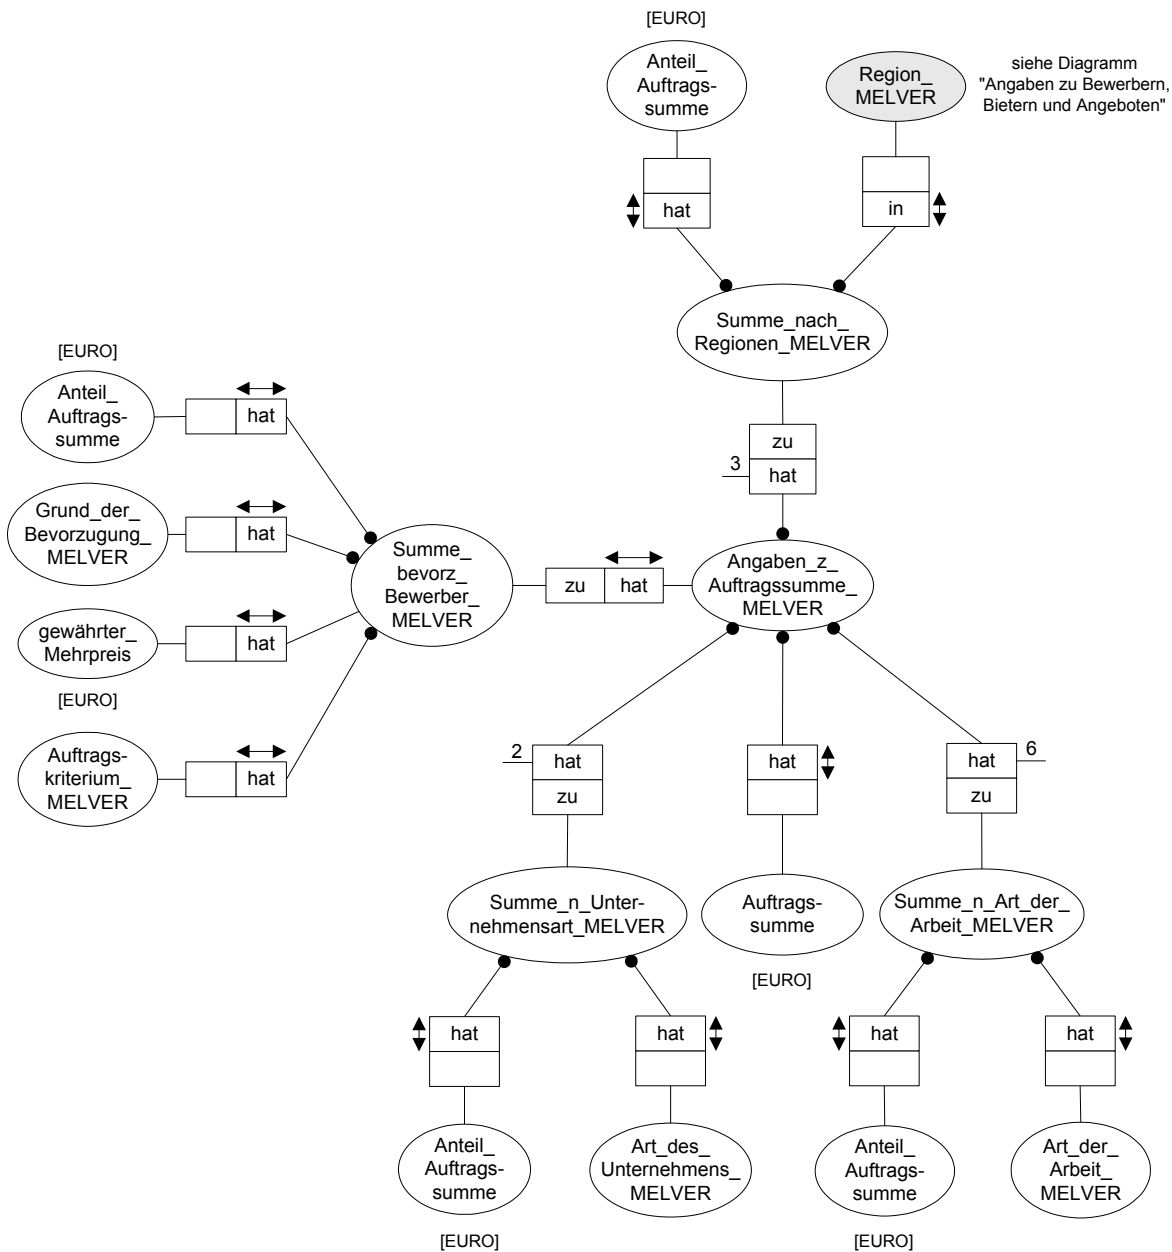 [EURO]
Anteil_
Auftrags-
summe
Region_
MELVER
siehe Diagramm
"Angaben zu Bewerbern,
Bietern und Angeboten"
hat
in
Summe_nach_
Regionen_MELVER
[EURO]
Anteil_
Auftrags-
summe
hat
zu
3
hat
Grund_der_
Bevorzugung_
MELVER
hat
Summe_
bevorz_
Bewerber_
MELVER
zu
hat
Angaben_z_
Auftragssumme_
MELVER
gewährter_
Mehrpreis
hat
[EURO]
Auftrags-
kriterium_
MELVER
hat
2
hat
zu
hat
6
hat
zu
Summe_n_Unter-
nehmensart_MELVER
Auftrags-
summe
[EURO]
Summe_n_Art_der_
Arbeit_MELVER
hat
hat
hat
hat
Anteil_
Auftrags-
summe
[EURO]
Art_des_
Unternehmens_
MELVER
Anteil_
Auftrags-
summe
[EURO]
Art_der_
Arbeit_
MELVER